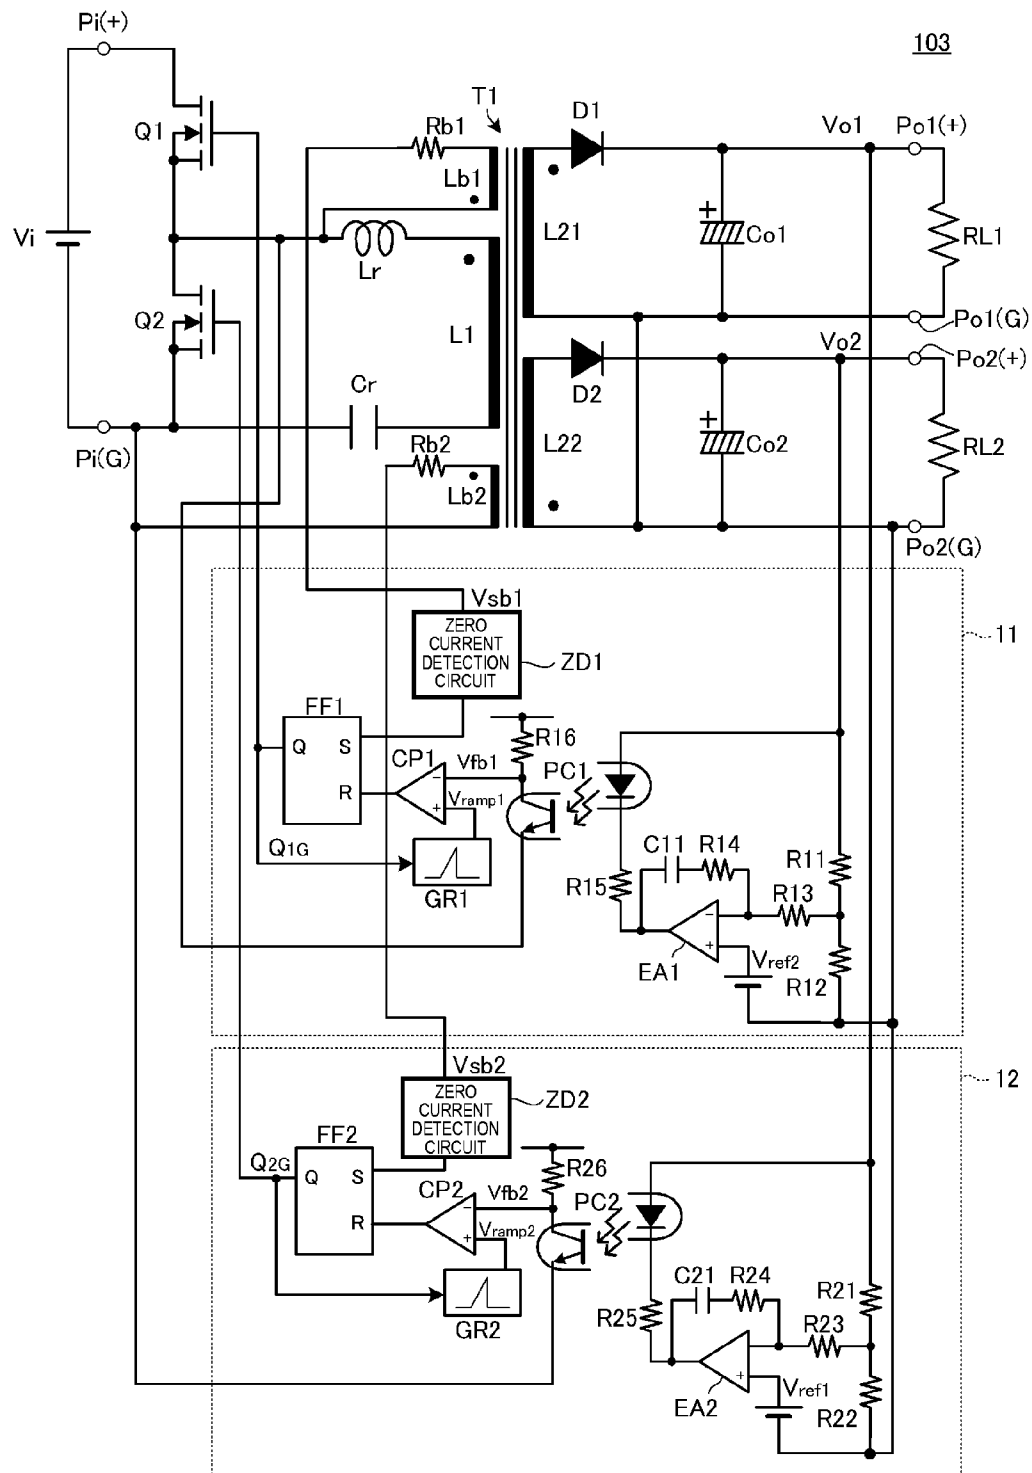 Pi(+)
103
T1
D1
Q1
Rb1
Vo1
Po1(+)
Lb1
Vi
L21
Co1
RL1
Lr
Q2
L1
Po1(G)
Vo2
Po2(+)
Cr
D2
Pi(G)
Rb2
L22
Co2
RL2
Lb2
Po2(G)
Vsb1
11
ZERO
CURRENT
DETECTION
CIRCUIT
ZD1
FF1
Q
S
R
CP1
Vfb1
R16
PC1
Vramp1
−
+
Q1G
GR1
C11
R14
R11
R15
R13
−
+
EA1
Vref2
R12
Vsb2
12
ZERO
CURRENT
DETECTION
CIRCUIT
ZD2
FF2
Q2G
Q
S
R
CP2
Vfb2
R26
PC2
Vramp2
−
+
GR2
C21
R24
R21
R25
R23
−
+
EA2
Vref1
R22